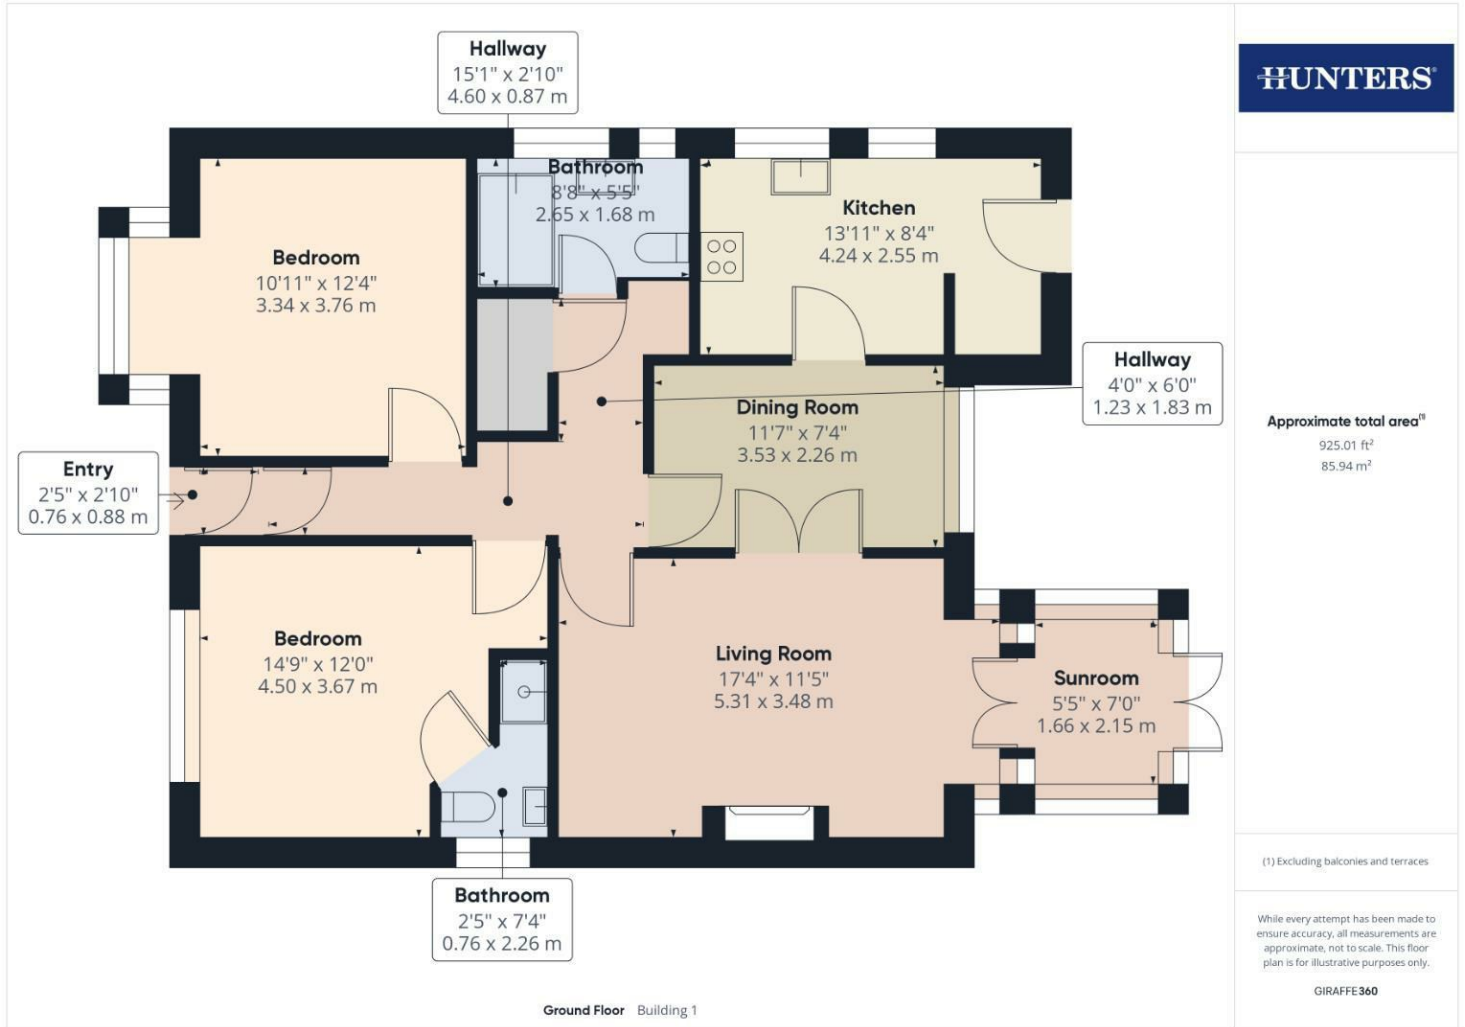 Hallway
15'1" x 2'10"
4.60 x 0.87 m
HUNTERS®
Bathroom
8'8" x 5'5"
2.65 x 1.68 m
Kitchen
13'11" x 8'4"
4.24 x 2.55 m
Bedroom
10'11" x 12'4"
3.34 x 3.76 m
Hallway
4'0" x 6'0"
1.23 x 1.83 m
Dining Room
11'7" x 7'4"
3.53 x 2.26 m
Approximate total area(1)
925.01 ft²
85.94 m²
Entry
2'5" x 2'10"
0.76 x 0.88 m
Bedroom
14'9" x 12'0"
4.50 x 3.67 m
Living Room
17'4" x 11'5"
5.31 x 3.48 m
Sunroom
5'5" x 7'0"
1.66 x 2.15 m
Bathroom
2'5" x 7'4"
0.76 x 2.26 m
(1) Excluding balconies and terraces
While every attempt has been made to
ensure accuracy, all measurements are
approximate, not to scale. This floor
plan is for illustrative purposes only.
GIRAFFE360
Ground Floor Building 1